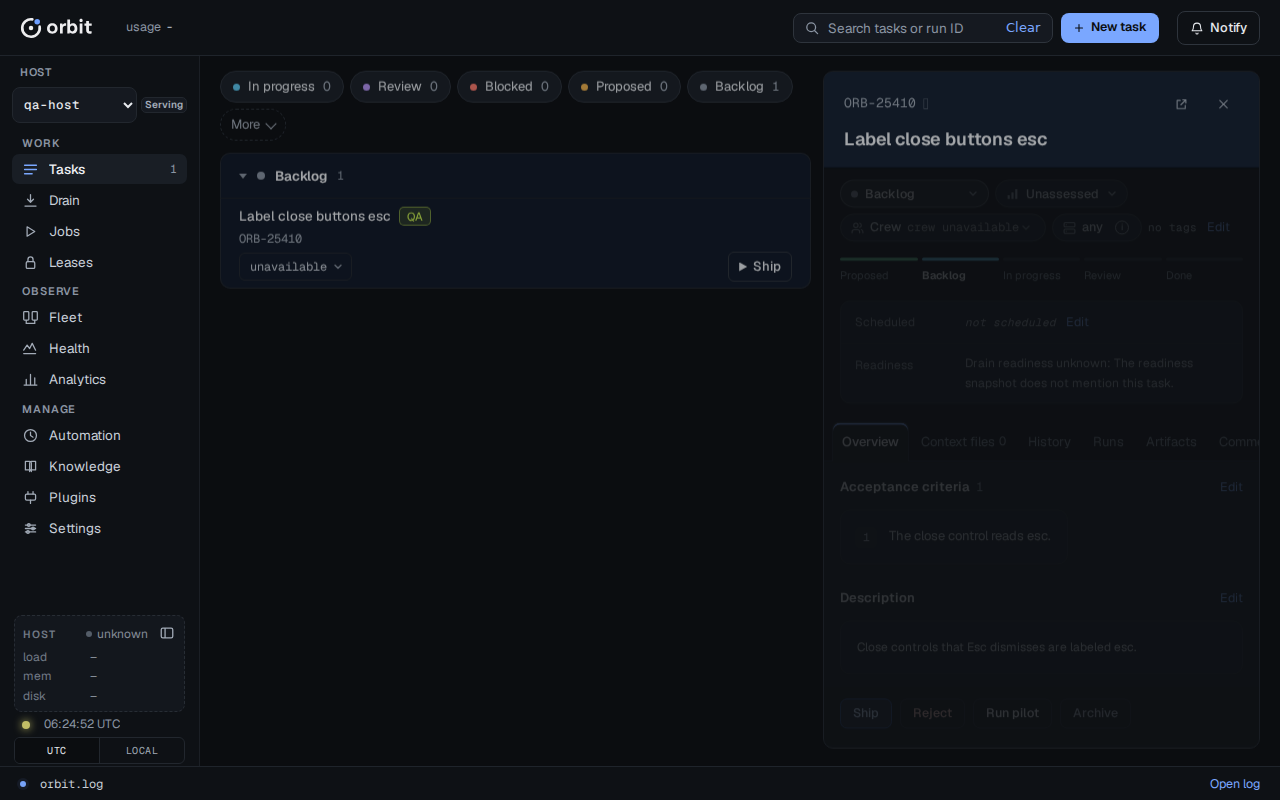 orbit
usage –
Search tasks or run ID
Clear
+ New task
Notify
HOST
qa-host
Serving
WORK
Tasks 1
Drain
Jobs
Leases
OBSERVE
Fleet
Health
Analytics
MANAGE
Automation
Knowledge
Plugins
Settings
HOST unknown
load –
mem –
disk –
06:24:52 UTC
UTC LOCAL
In progress 0
Review 0
Blocked 0
Proposed 0
Backlog 1
More
Backlog 1
Label close buttons esc QA
ORB-25410
unavailable
Ship
ORB-25410
Label close buttons esc
Backlog
Unassessed
Crew crew unavailable
any
no tags Edit
Proposed Backlog In progress Review Done
Scheduled not scheduled Edit
Readiness Drain readiness unknown: The readiness
snapshot does not mention this task.
Overview Context files 0 History Runs Artifacts Comm
Acceptance criteria 1 Edit
1 The close control reads esc.
Description Edit
Close controls that Esc dismisses are labeled esc.
Ship Reject Run pilot Archive
orbit.log
Open log